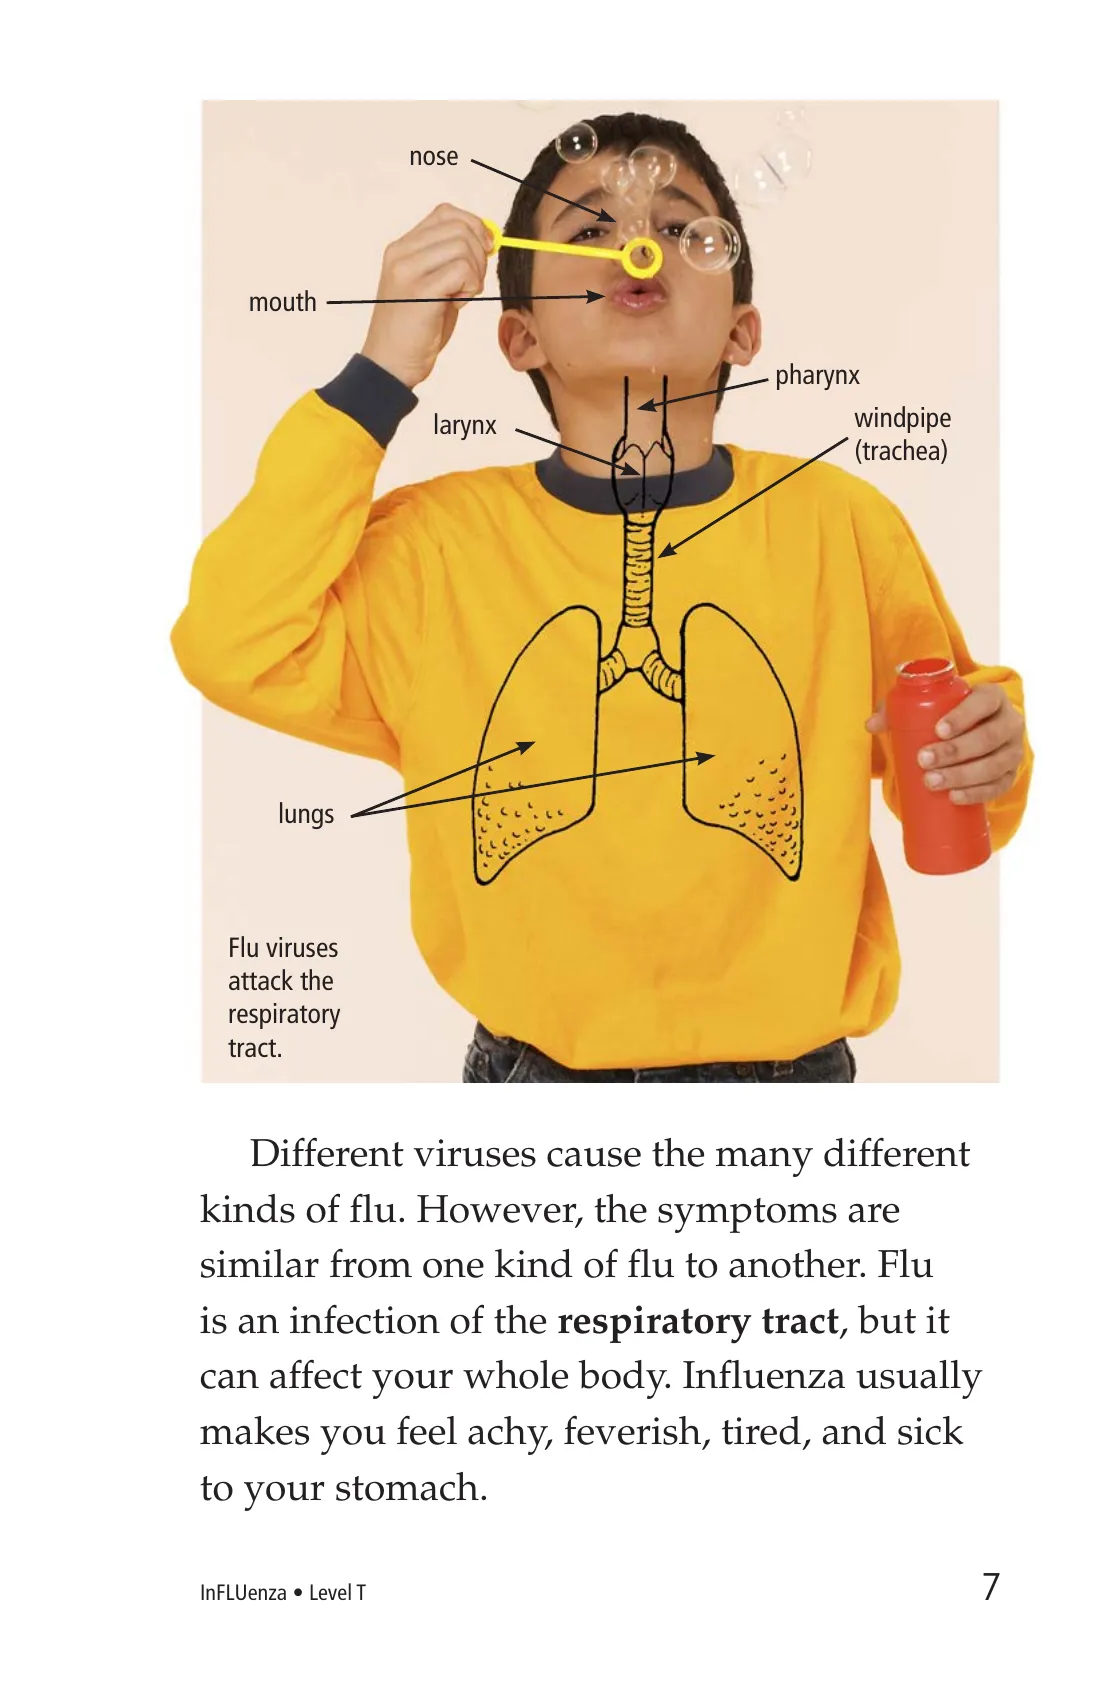 nose
mouth
pharynx
larynx
windpipe
(trachea)
lungs
Flu viruses
attack the
respiratory
tract.
Different viruses cause the many different
kinds of flu. However, the symptoms are
similar from one kind of flu to another. Flu
is an infection of the respiratory tract, but it
can affect your whole body. Influenza usually
makes you feel achy, feverish, tired, and sick
to your stomach.
InFLUenza • Level T
7